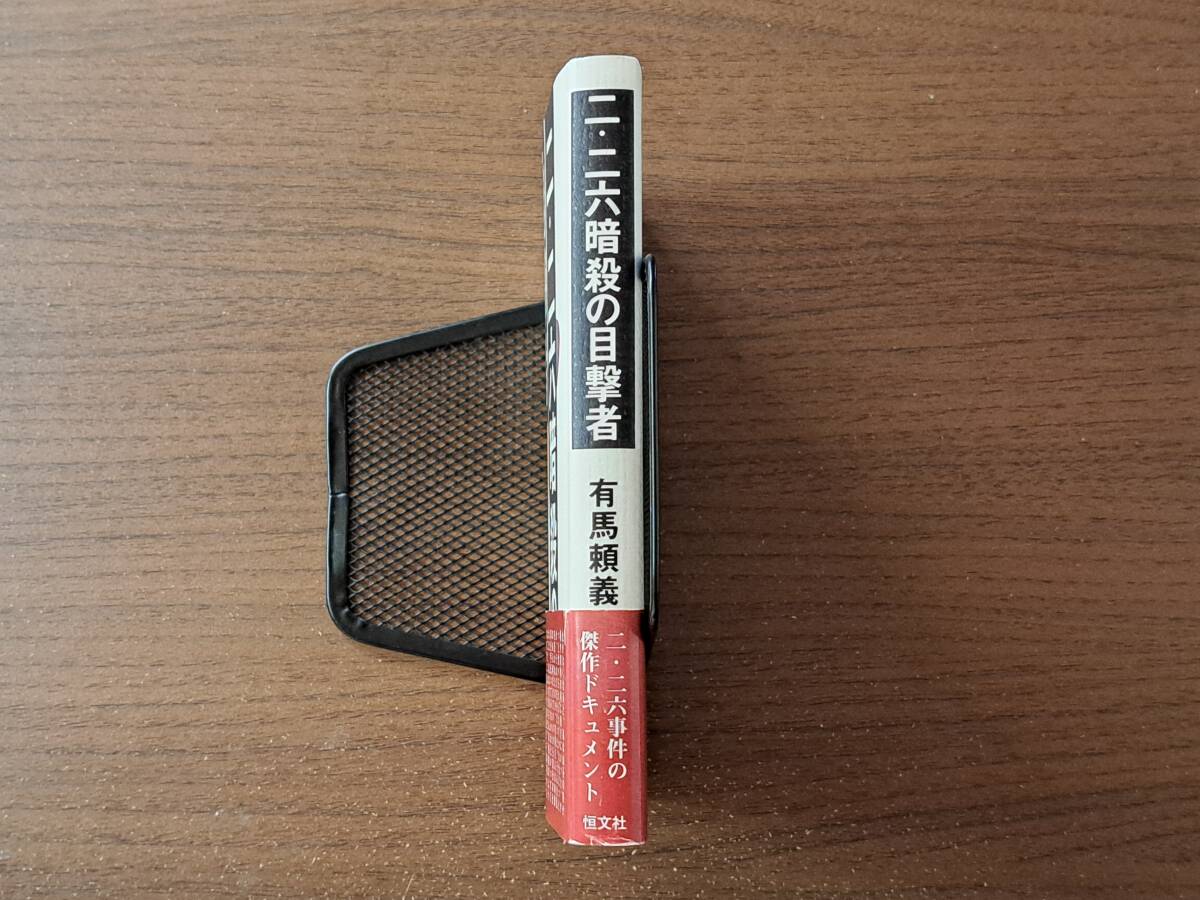 二・二六暗殺の目撃者
有馬頼義
二・二六事件の
傑作ドキュメント
恒文社